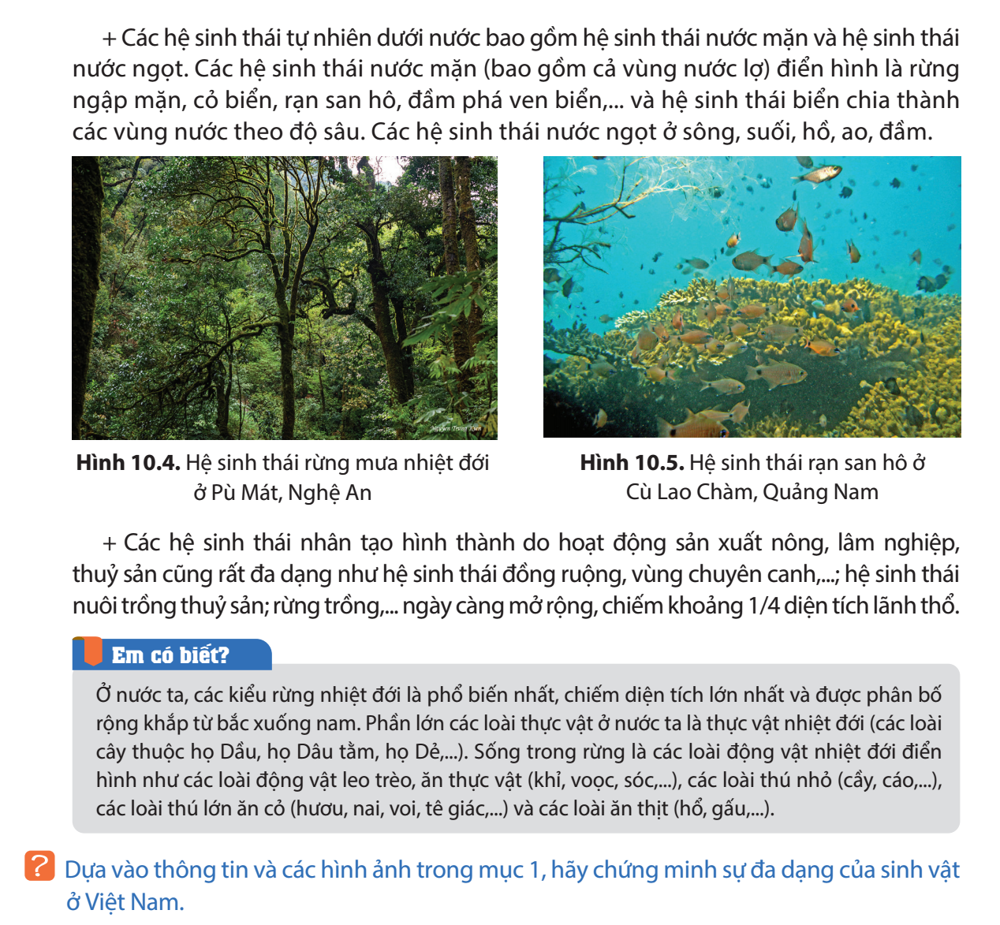 + Các hệ sinh thái tự nhiên dưới nước bao gồm hệ sinh thái nước mặn và hệ sinh thái
nước ngọt. Các hệ sinh thái nước mặn (bao gồm cả vùng nước lợ) điển hình là rừng
ngập mặn, cỏ biển, rạn san hô, đầm phá ven biển,... và hệ sinh thái biển chia thành
các vùng nước theo độ sâu. Các hệ sinh thái nước ngọt ở sông, suối, hồ, ao, đầm.
Nguyễn Trung Kiên
Hình 10.4. Hệ sinh thái rừng mưa nhiệt đới
ở Pù Mát, Nghệ An
Hình 10.5. Hệ sinh thái rạn san hô ở
Cù Lao Chàm, Quảng Nam
+ Các hệ sinh thái nhân tạo hình thành do hoạt động sản xuất nông, lâm nghiệp,
thuỷ sản cũng rất đa dạng như hệ sinh thái đồng ruộng, vùng chuyên canh,...; hệ sinh thái
nuôi trồng thuỷ sản; rừng trồng,... ngày càng mở rộng, chiếm khoảng 1/4 diện tích lãnh thổ.
Em có biết?
Ở nước ta, các kiểu rừng nhiệt đới là phổ biến nhất, chiếm diện tích lớn nhất và được phân bố
rộng khắp từ bắc xuống nam. Phần lớn các loài thực vật ở nước ta là thực vật nhiệt đới (các loài
cây thuộc họ Dầu, họ Dâu tằm, họ Dẻ,...). Sống trong rừng là các loài động vật nhiệt đới điển
hình như các loài động vật leo trèo, ăn thực vật (khỉ, voọc, sóc,...), các loài thú nhỏ (cầy, cáo,...),
các loài thú lớn ăn cỏ (hươu, nai, voi, tê giác,...) và các loài ăn thịt (hổ, gấu,...).
? Dựa vào thông tin và các hình ảnh trong mục 1, hãy chứng minh sự đa dạng của sinh vật
ở Việt Nam.